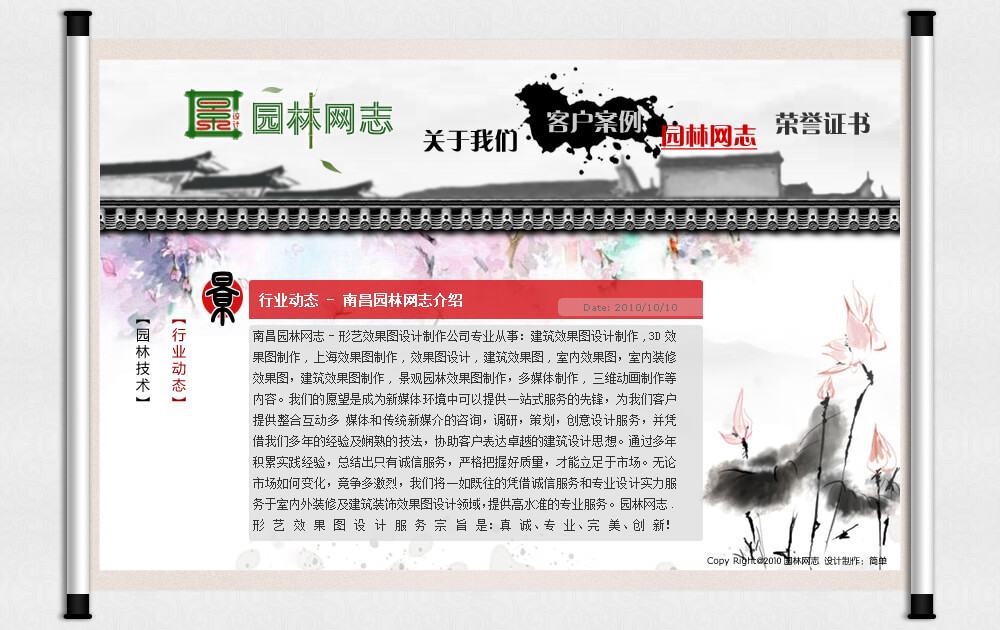 景
设计
园林网志
关于我们
客户案例
园林网志
荣誉证书
【园林技术】
【行业动态】
景
行业动态 - 南昌园林网志介绍
Date: 2010/10/10
南昌园林网志 - 形艺效果图设计制作公司专业从事：建筑效果图设计制作 , 3D 效
果图制作 , 上海效果图制作 , 效果图设计 , 建筑效果图 , 室内效果图，室内装修
效果图，建筑效果图制作 , 景观园林效果图制作，多媒体制作 , 三维动画制作等
内容。我们的愿望是成为新媒体环境中可以提供一站式服务的先锋，为我们客户
提供整合互动多 媒体和传统新媒介的咨询，调研，策划，创意设计服务，并凭
借我们多年的经验及娴熟的技法，协助客户表达卓越的建筑设计思想。通过多年
积累实践经验，总结出只有诚信服务，严格把握好质量，才能立足于市场。无论
市场如何变化，竞争多激烈，我们将一如既往的凭借诚信服务和专业设计实力服
务于室内外装修及建筑装饰效果图设计领域,提供高水准的专业服务。园林网志 .
形 艺 效 果 图 设 计 服 务 宗 旨 是: 真 诚、专 业、完 美、创 新!
Copy Right@2010 园林网志 设计制作：简单